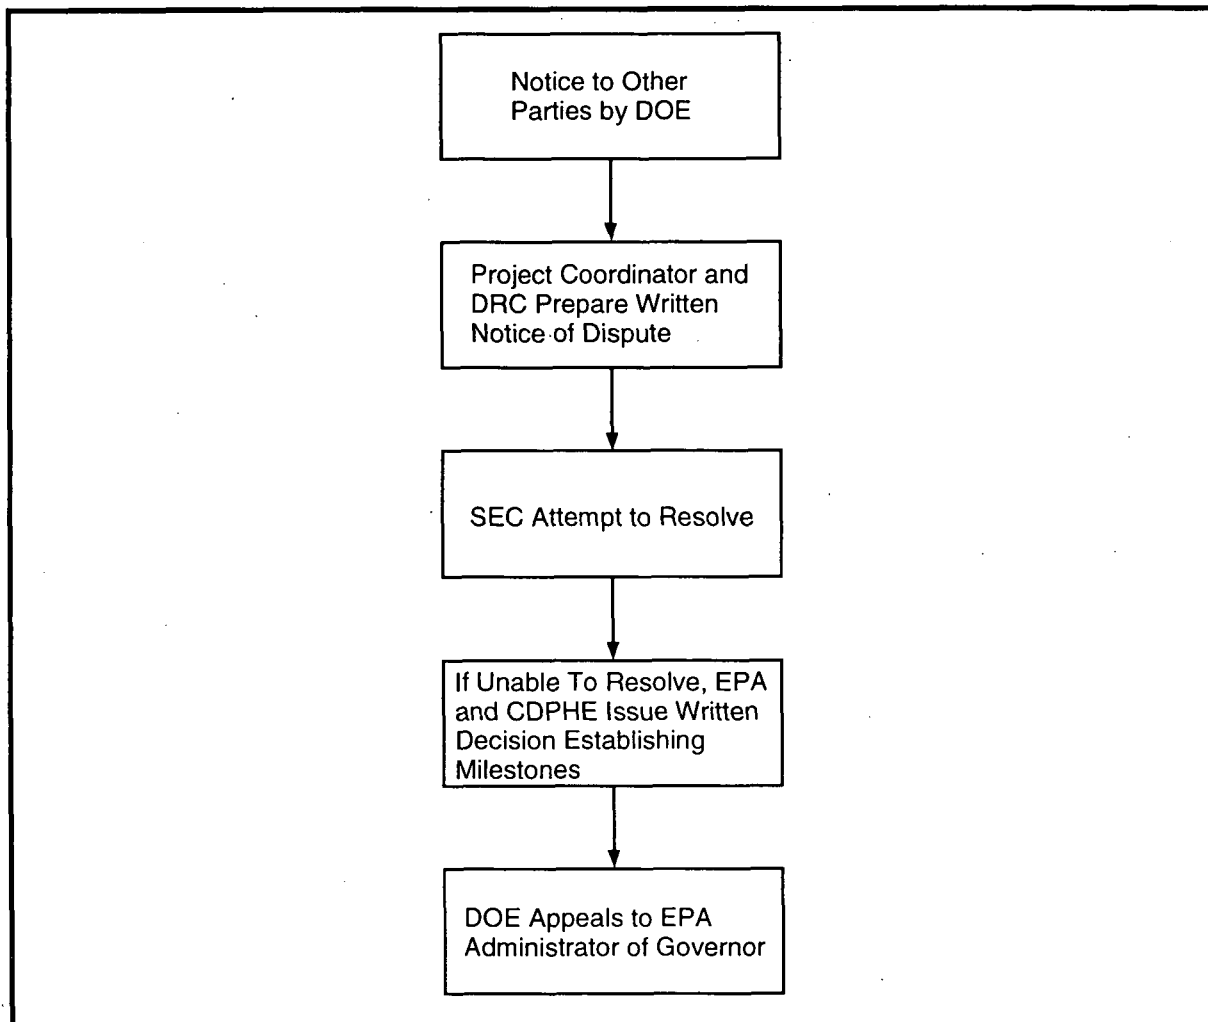 Notice to Other
Parties by DOE
Project Coordinator and
DRC Prepare Written
Notice of Dispute
SEC Attempt to Resolve
If Unable To Resolve, EPA
and CDPHE Issue Written
Decision Establishing
Milestones
DOE Appeals to EPA
Administrator of Governor